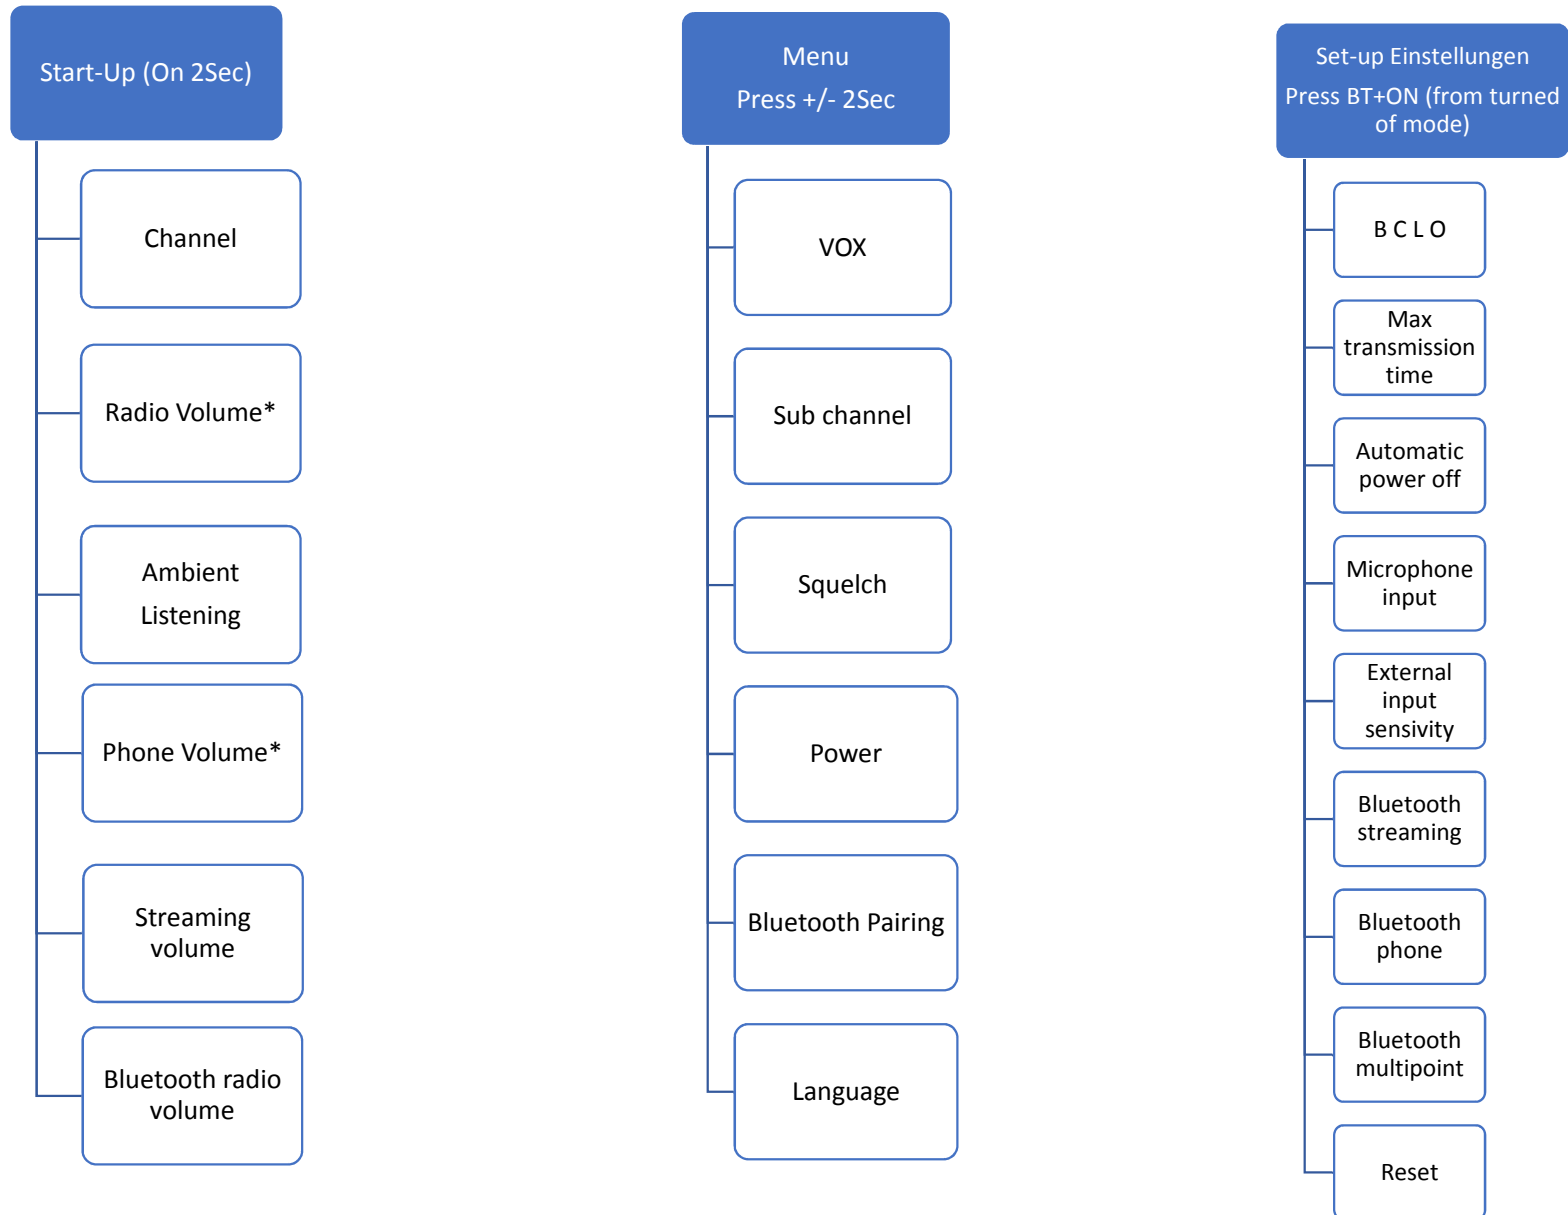 Start-Up (On 2Sec)
Channel
Radio Volume*
Ambient
Listening
Phone Volume*
Streaming
volume
Bluetooth radio
volume
Menu
Press +/- 2Sec
VOX
Sub channel
Squelch
Power
Bluetooth Pairing
Language
Set-up Einstellungen
Press BT+ON (from turned
of mode)
B C L O
Max
transmission
time
Automatic
power off
Microphone
input
External
input
sensivity
Bluetooth
streaming
Bluetooth
phone
Bluetooth
multipoint
Reset